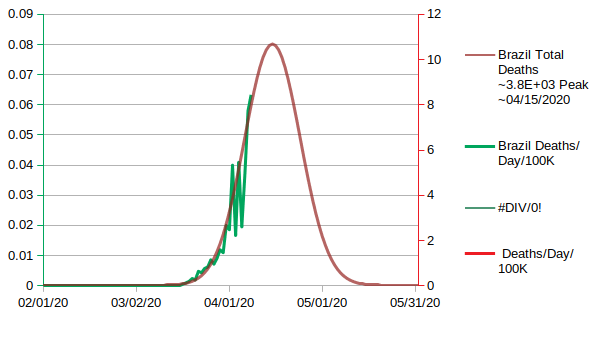 0.09
0.08
0.07
0.06
0.05
0.04
0.03
0.02
0.01
0
12
10
8
6
4
2
0
02/01/20 03/02/20 04/01/20 05/01/20 05/31/20
Brazil Total
Deaths
~3.8E+03 Peak
~04/15/2020
Brazil Deaths/
Day/100K
#DIV/0!
Deaths/Day/
100K